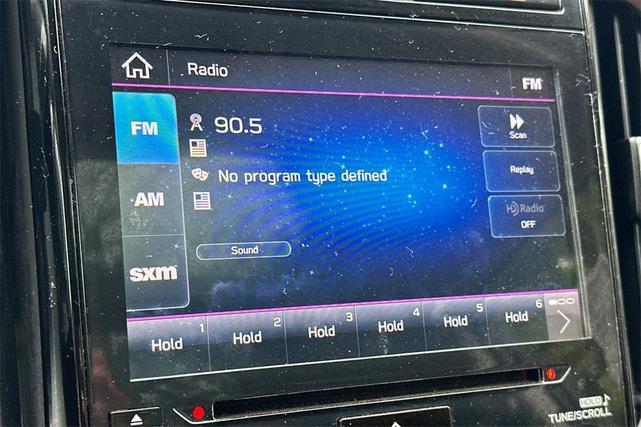 Radio
FM
FM
AM
sxm
90.5
No program type defined
Sound
Scan
Replay
HD Radio
OFF
1
Hold
2
Hold
3
Hold
4
Hold
5
Hold
6
Hold
HOLD
TUNE/SCROLL